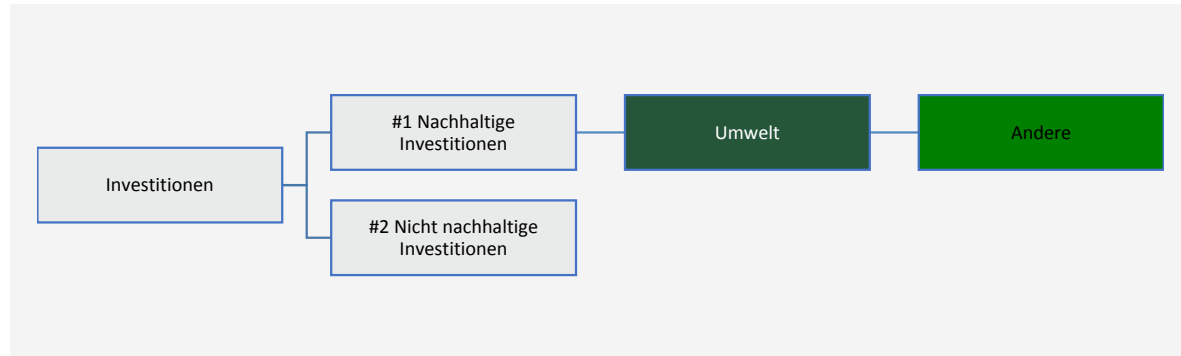 #1 Nachhaltige
Investitionen
Umwelt
Andere
Investitionen
#2 Nicht nachhaltige
Investitionen